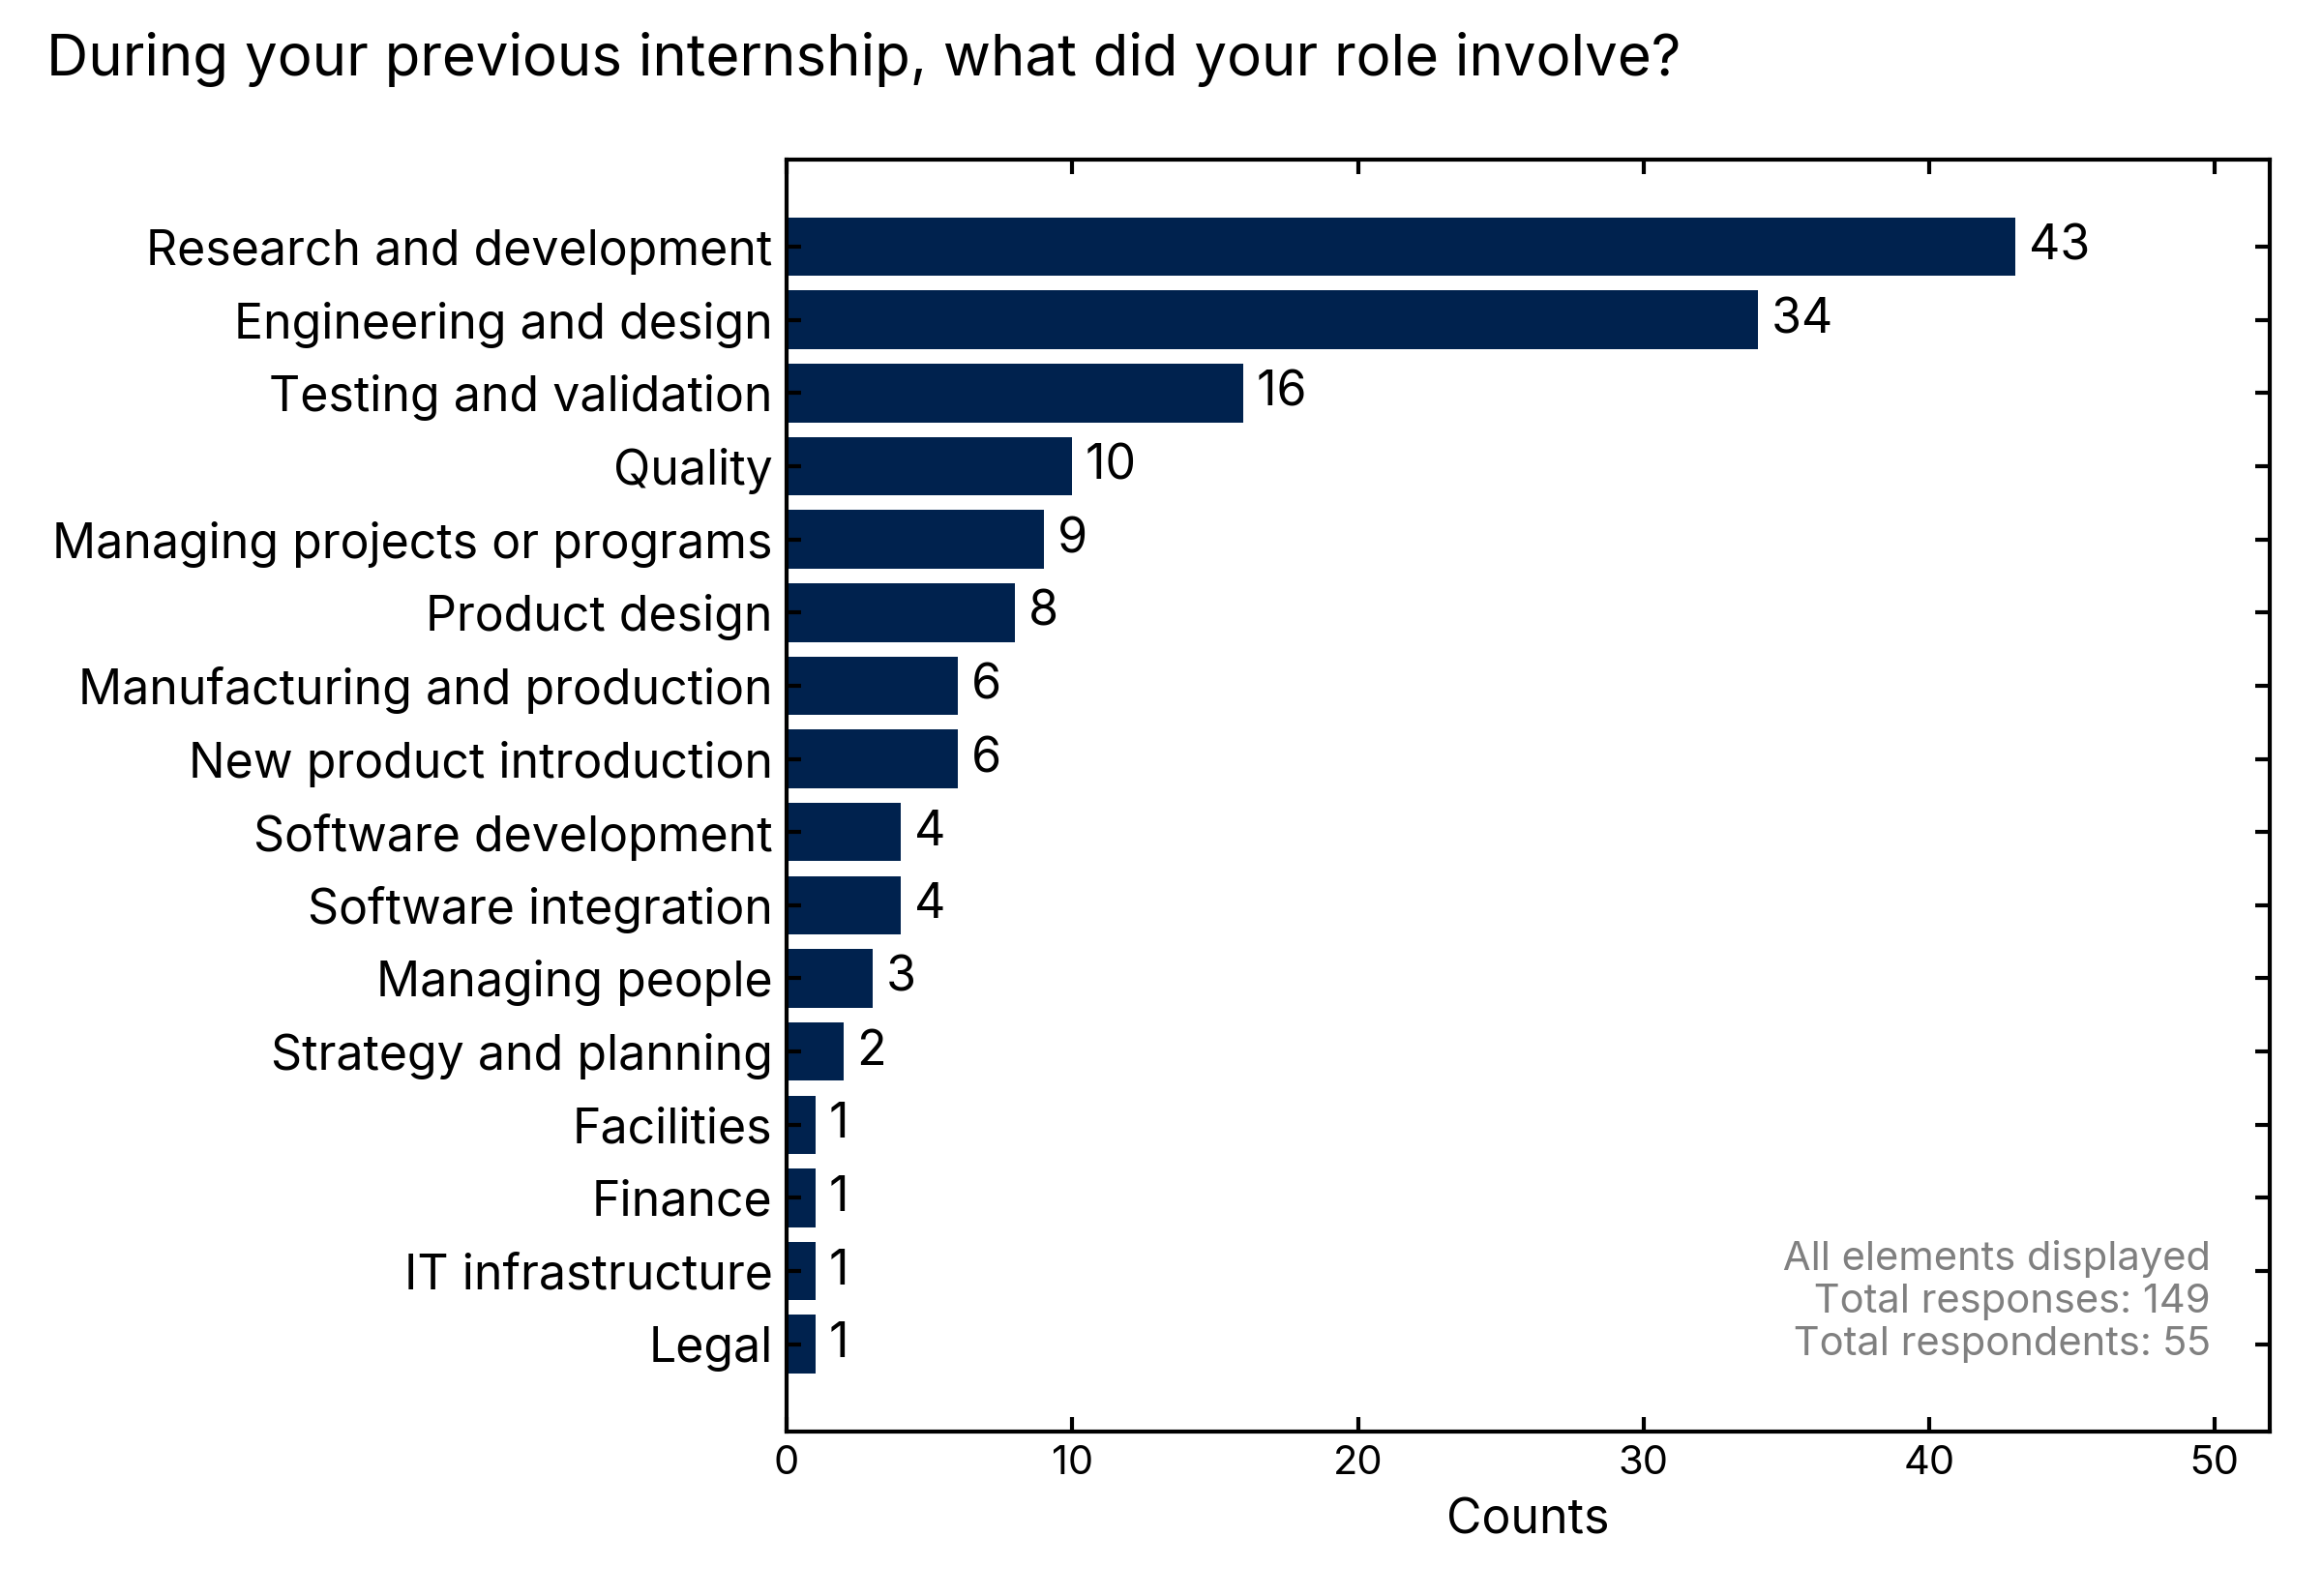 During your previous internship, what did your role involve?
Research and development 43
Engineering and design 34
Testing and validation 16
Quality 10
Managing projects or programs 9
Product design 8
Manufacturing and production 6
New product introduction 6
Software development 4
Software integration 4
Managing people 3
Strategy and planning 2
Facilities 1
Finance 1
IT infrastructure 1
Legal 1
All elements displayed
Total responses: 149
Total respondents: 55
0 10 20 30 40 50
Counts